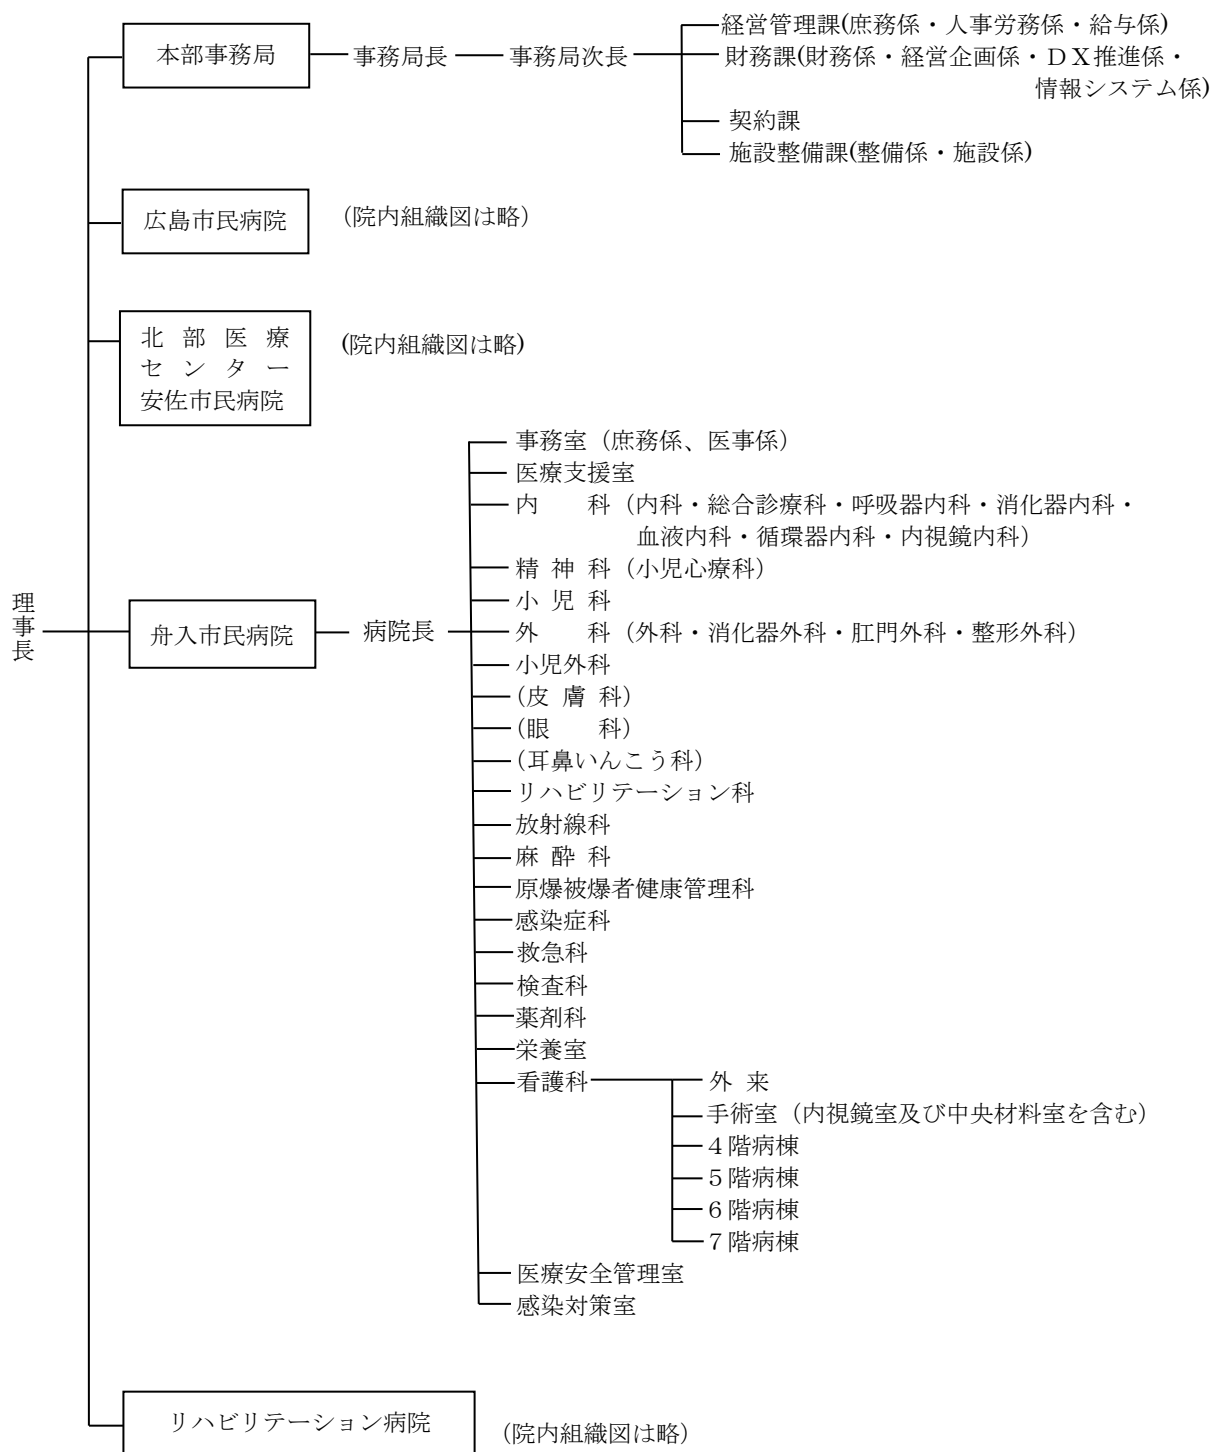 本部事務局
事務局長
事務局次長
経営管理課(庶務係・人事労務係・給与係)
財務課(財務係・経営企画係・ＤＸ推進係・
情報システム係)
契約課
施設整備課(整備係・施設係)
広島市民病院
（院内組織図は略）
北部医療
センター
安佐市民病院
(院内組織図は略)
理事長
舟入市民病院
病院長
事務室（庶務係、医事係）
医療支援室
内　　科（内科・総合診療科・呼吸器内科・消化器内科・
血液内科・循環器内科・内視鏡内科）
精 神 科（小児心療科）
小 児 科
外　　科（外科・消化器外科・肛門外科・整形外科）
小児外科
(皮 膚 科）
(眼　　科）
(耳鼻いんこう科）
リハビリテーション科
放射線科
麻 酔 科
原爆被爆者健康管理科
感染症科
救急科
検査科
薬剤科
栄養室
看護科
外 来
手術室（内視鏡室及び中央材料室を含む）
４階病棟
５階病棟
６階病棟
７階病棟
医療安全管理室
感染対策室
リハビリテーション病院
(院内組織図は略）